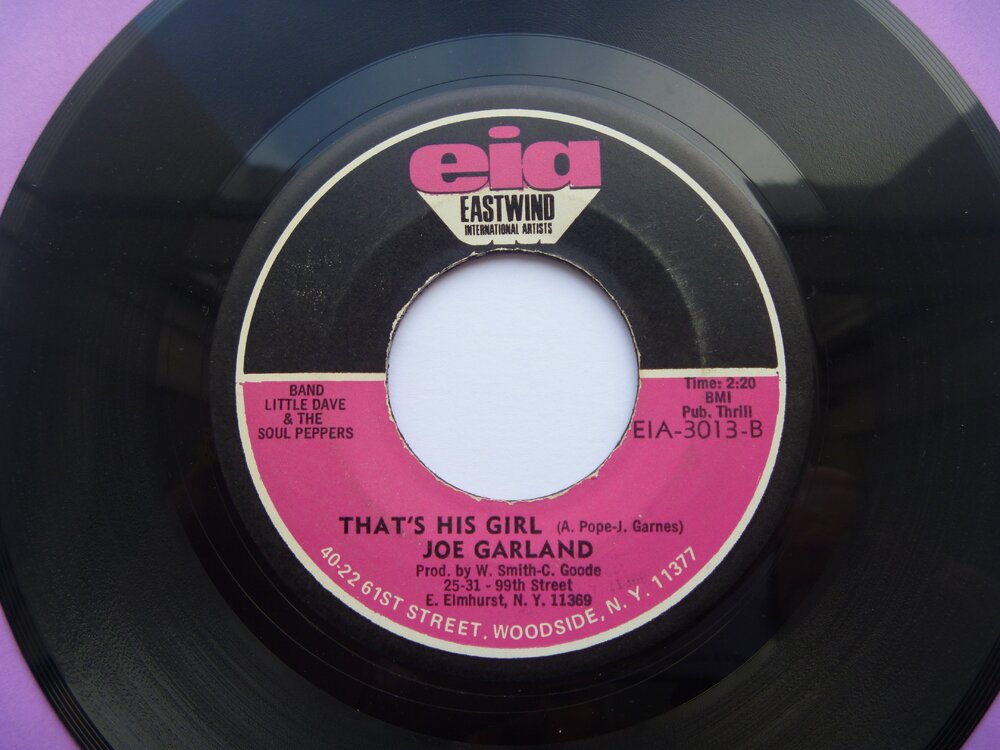 eia
EASTWIND
INTERNATIONAL ARTISTS
BAND
LITTLE DAVE
& THE
SOUL PEPPERS
Time: 2:20
BMI
Pub. Thrill
EIA-3013-B
THAT'S HIS GIRL (A. Pope-J. Garnes)
JOE GARLAND
Prod. by W. Smith-C. Goode
25-31 - 99th Street
E. Elmhurst, N. Y. 11369
40-22 61ST STREET, WOODSIDE, N. Y. 11377